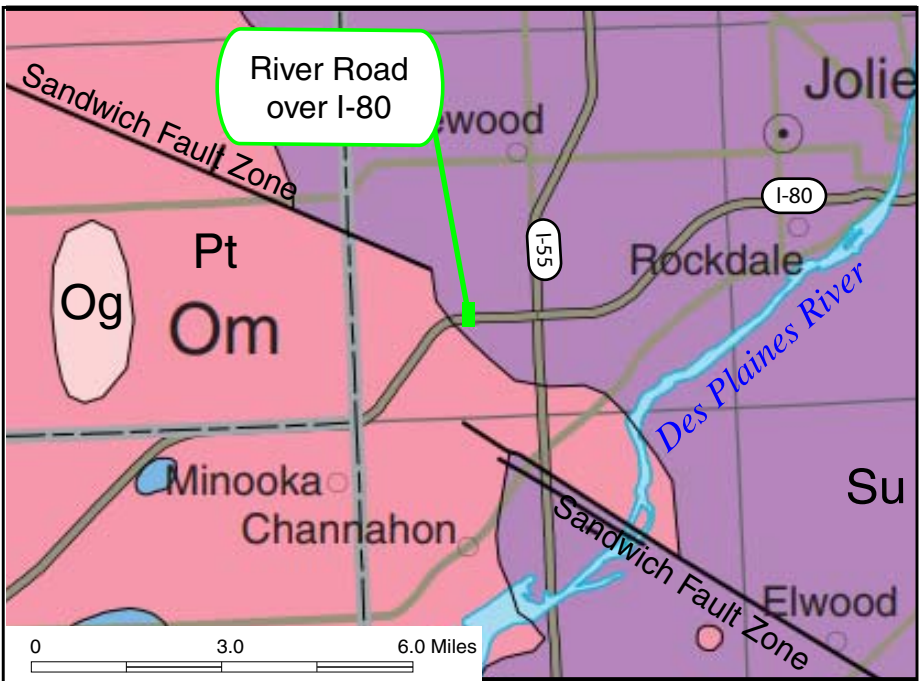 River Road
over I-80
Sandwich Fault Zone
ewood
Jolie
I-80
I-55
Rockdale
Pt
Og
Om
Des Plaines River
Minooka
Channahon
Su
Sandwich Fault Zone
Elwood
0 3.0 6.0 Miles